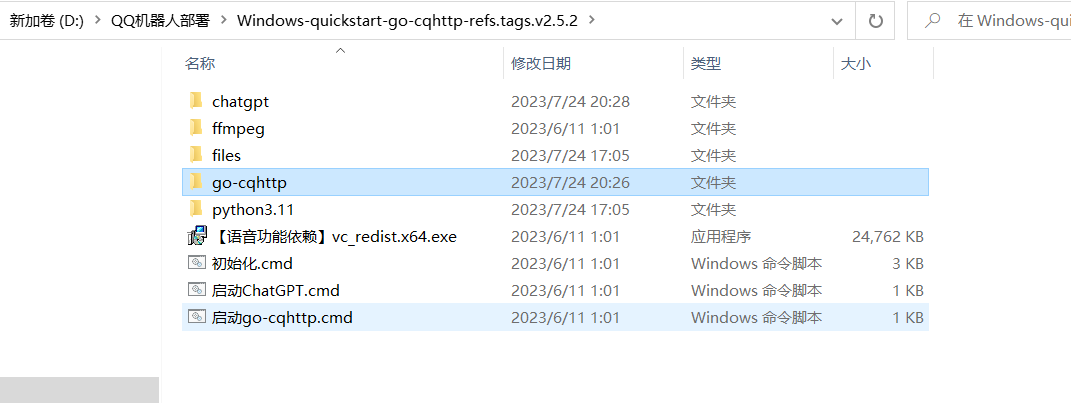 新加卷 (D:) > QQ机器人部署 > Windows-quickstart-go-cqhttp-refs.tags.v2.5.2 > 在 Windows-qui
名称 修改日期 类型 大小
chatgpt 2023/7/24 20:28 文件夹
ffmpeg 2023/6/11 1:01 文件夹
files 2023/7/24 17:05 文件夹
go-cqhttp 2023/7/24 20:26 文件夹
python3.11 2023/7/24 17:05 文件夹
【语音功能依赖】vc_redist.x64.exe 2023/6/11 1:01 应用程序 24,762 KB
初始化.cmd 2023/6/11 1:01 Windows 命令脚本 3 KB
启动ChatGPT.cmd 2023/6/11 1:01 Windows 命令脚本 1 KB
启动go-cqhttp.cmd 2023/6/11 1:01 Windows 命令脚本 1 KB